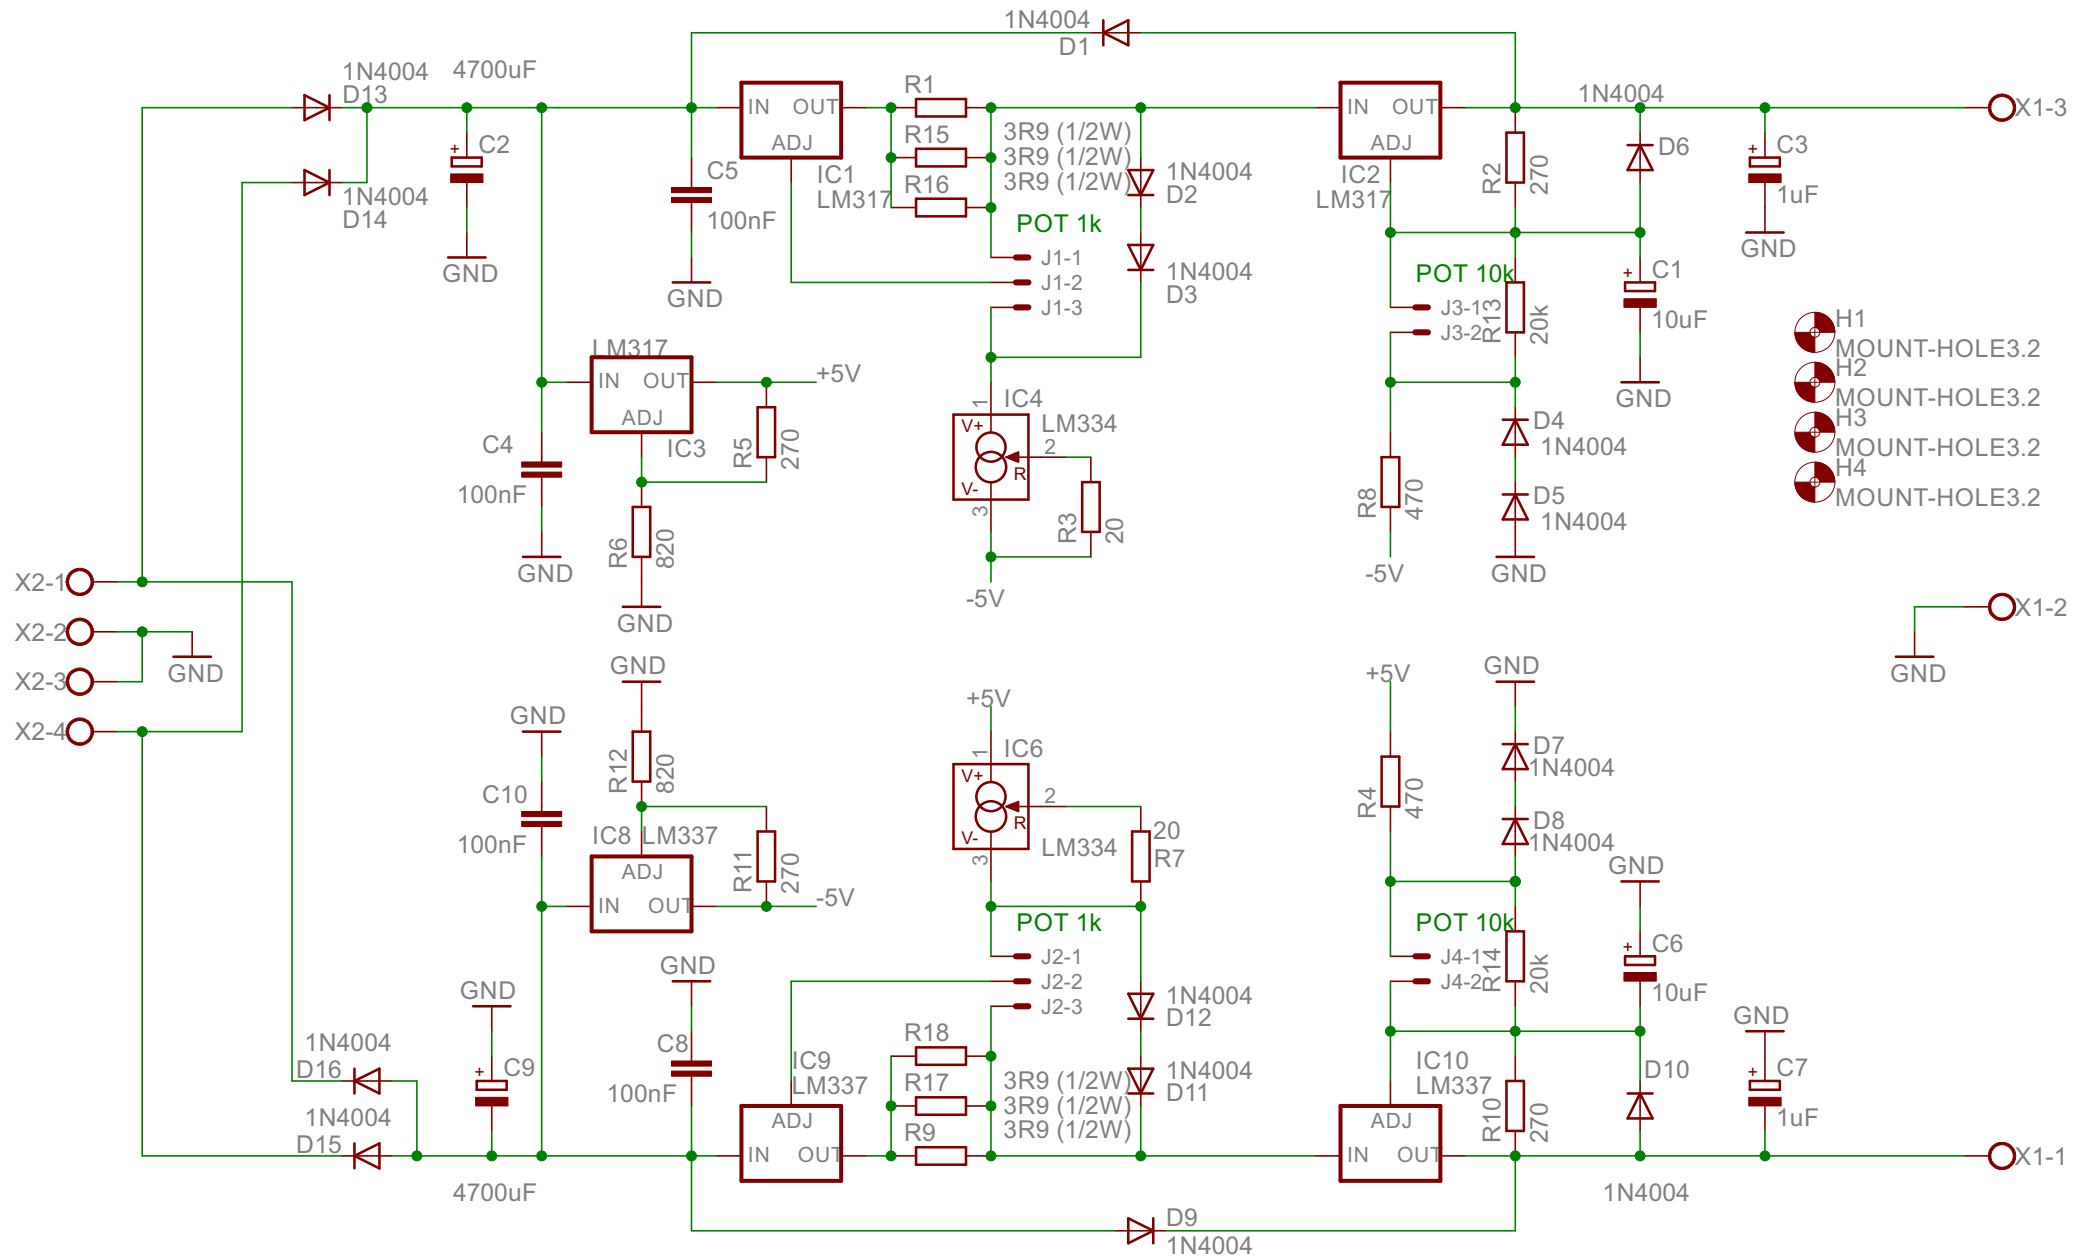 1N4004
D1
1N4004
D13
4700uF
C2
GND
1N4004
D14
C5
100nF
GND
IN OUT
ADJ
IC1
LM317
R1
R15
R16
3R9 (1/2W)
3R9 (1/2W)
3R9 (1/2W)
1N4004
D2
1N4004
D3
POT 1k
J1-1
J1-2
J1-3
IN OUT
ADJ
IC2
LM317
R2
270
1N4004
D6
C3
1uF
GND
X1-3
POT 10k
J3-1
J3-2
R13
20k
C1
10uF
GND
H1
MOUNT-HOLE3.2
H2
MOUNT-HOLE3.2
H3
MOUNT-HOLE3.2
H4
MOUNT-HOLE3.2
LM317
IN OUT
ADJ
IC3
+5V
R5
270
C4
100nF
GND
R6
820
GND
IC4
LM334
1
V+
2
R
V-
3
R3
20
-5V
R8
470
-5V
D4
1N4004
D5
1N4004
GND
X2-1
X2-2
X2-3
X2-4
GND
X1-2
GND
GND
R12
820
GND
C10
100nF
IC8
LM337
ADJ
IN OUT
R11
270
-5V
+5V
IC6
1
V+
2
R
V-
3
LM334
20
R7
+5V
R4
470
GND
D7
1N4004
D8
1N4004
GND
C6
10uF
POT 1k
J2-1
J2-2
J2-3
POT 10k
J4-1
J4-2
R14
20k
1N4004
D12
1N4004
D11
GND
C9
4700uF
1N4004
D16
1N4004
D15
GND
C8
100nF
IC9
LM337
ADJ
IN OUT
R18
R17
R9
3R9 (1/2W)
3R9 (1/2W)
3R9 (1/2W)
IC10
LM337
ADJ
IN OUT
R10
270
D10
1N4004
GND
C7
1uF
X1-1
D9
1N4004